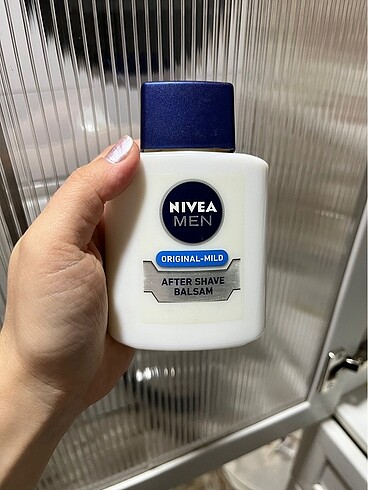 NIVEA
MEN
ORIGINAL-MILD
AFTER SHAVE
BALSAM